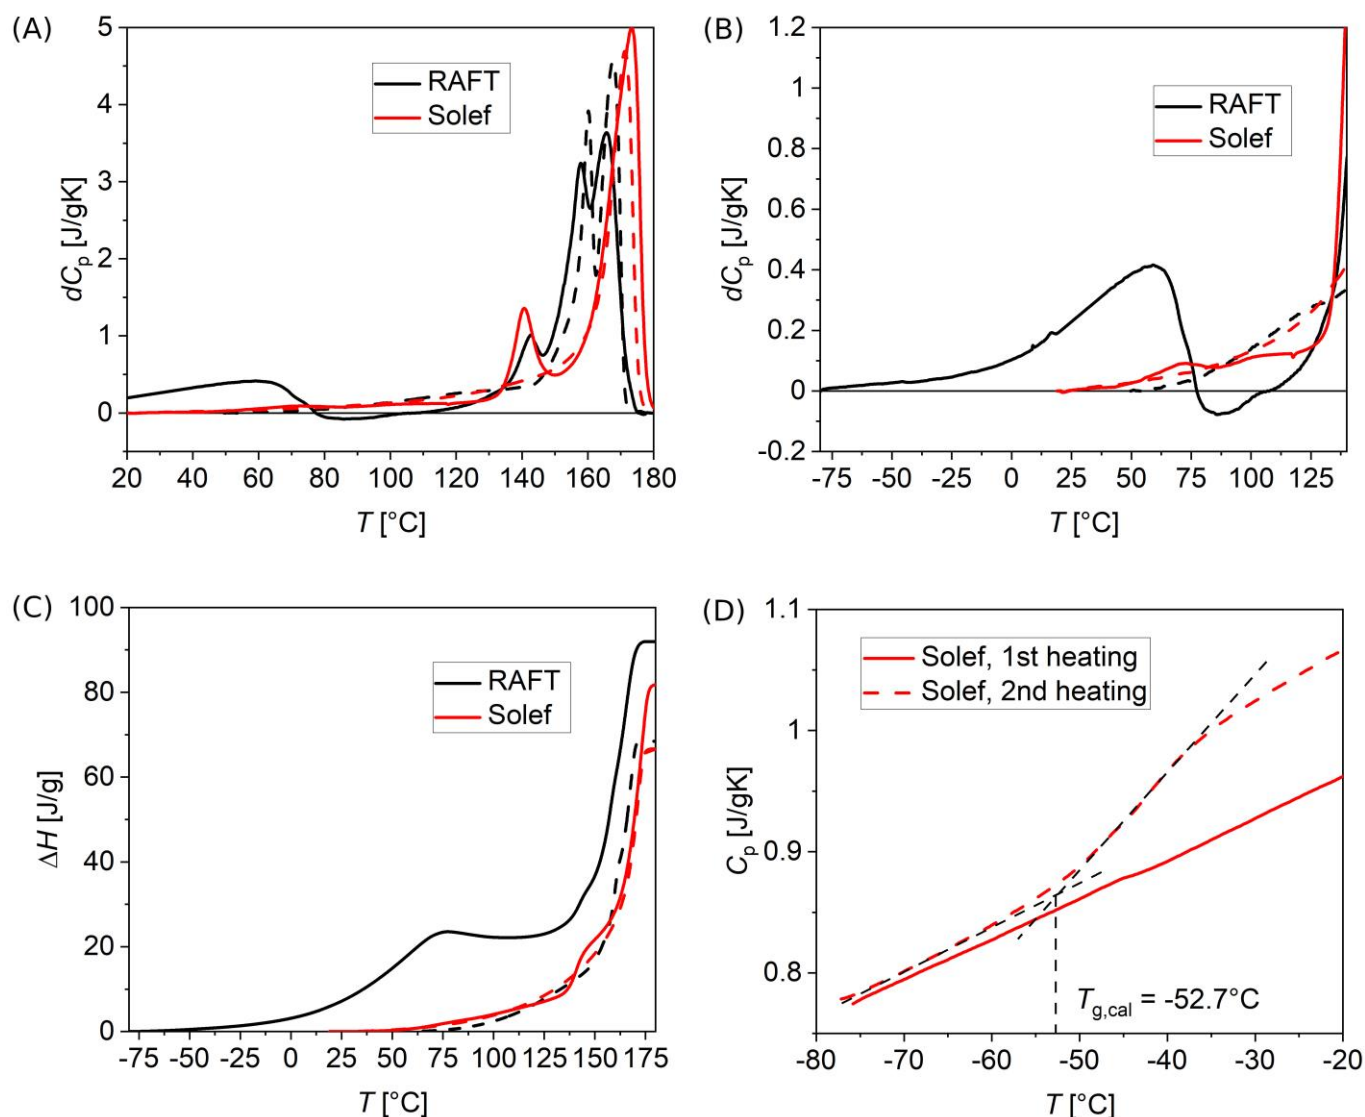 (A)
5
4
3
2
1
0
dCp [J/gK]
RAFT
Solef
20 40 60 80 100 120 140 160 180
T [°C]
(B)
1.2
1
0.8
0.6
0.4
0.2
0
-0.2
dCp [J/gK]
RAFT
Solef
-75 -50 -25 0 25 50 75 100 125
T [°C]
(C)
100
80
60
40
20
0
ΔH [J/g]
RAFT
Solef
-75 -50 -25 0 25 50 75 100 125 150 175
T [°C]
(D)
1.1
1
0.9
0.8
Cp [J/gK]
Solef, 1st heating
Solef, 2nd heating
Tg,cal = -52.7°C
-80 -70 -60 -50 -40 -30 -20
T [°C]